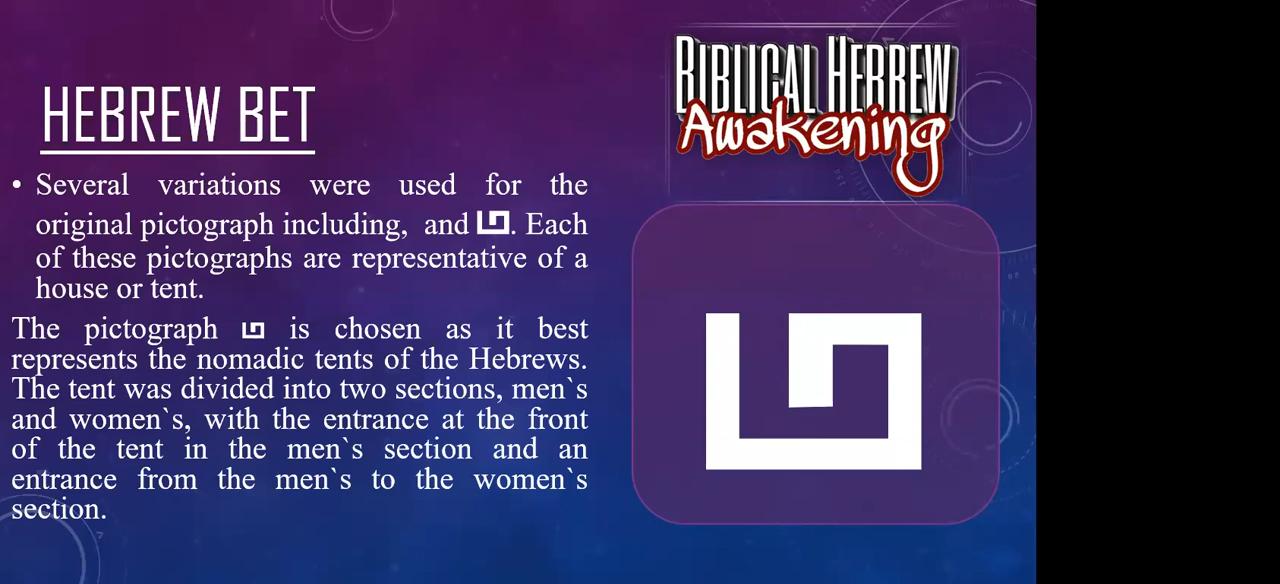 BIBLICAL HEBREW
Awakening
HEBREW BET
• Several variations were used for the
original pictograph including, and . Each
of these pictographs are representative of a
house or tent.
The pictograph is chosen as it best
represents the nomadic tents of the Hebrews.
The tent was divided into two sections, men`s
and women`s, with the entrance at the front
of the tent in the men`s section and an
entrance from the men`s to the women`s
section.